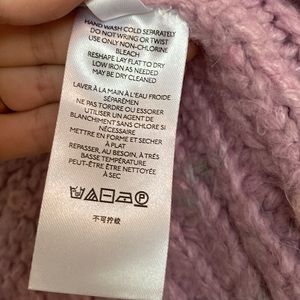 HAND WASH COLD SEPARATELY
DO NOT WRING OR TWIST
USE ONLY NON-CHLORINE
BLEACH
RESHAPE LAY FLAT TO DRY
LOW IRON AS NEEDED
MAY BE DRY CLEANED
LAVER À LA MAIN À L'EAU FROIDE
SÉPARÉMEN
NE PAS TORDRE OU ESSORER
UTILISER UN AGENT DE
BLANCHIMENT SANS CHLORE SI
NÉCESSAIRE
METTRE EN FORME ET SÉCHER
À PLAT
REPASSER, AU BESOIN, À TRÈS
BASSE TEMPÉRATURE
PEUT-ÊTRE ÊTRE NETTOYÉE
À SEC
P
不可拧绞